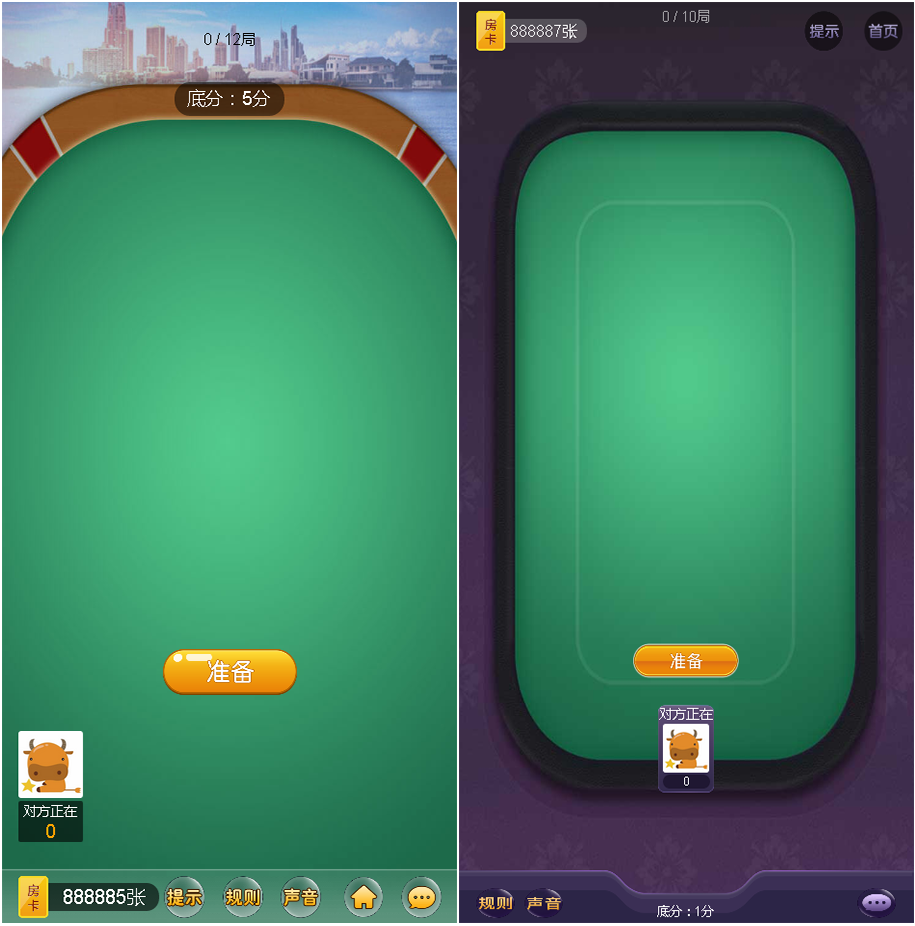 0 / 12局
底分：5分
准备
对方正在
0
房卡
888885张
提示
规则
声音
房卡
888887张
0 / 10局
提示
首页
准备
对方正在
0
规则
声音
底分：1分